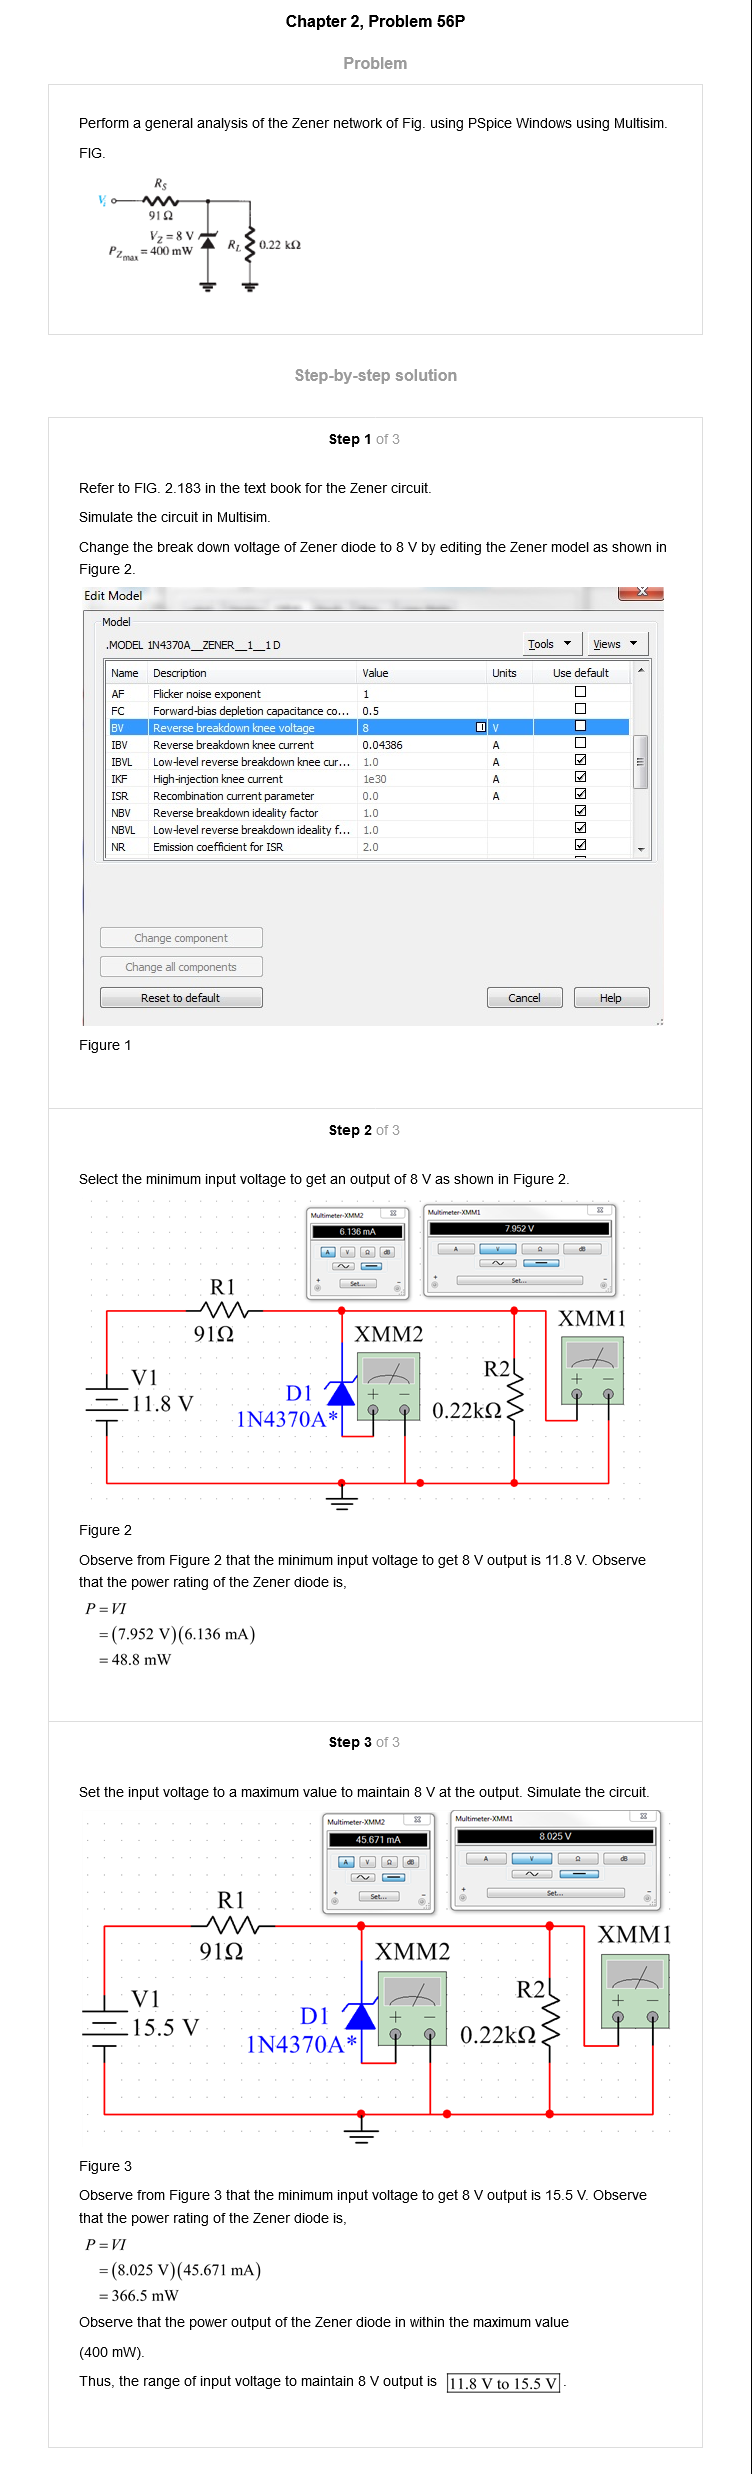 Chapter 2, Problem 56P
Problem
Perform a general analysis of the Zener network of Fig. using PSpice Windows using Multisim.
FIG.
R_S
V_i
91 Ω
V_Z = 8 V
P_Zmax = 400 mW
R_L
0.22 kΩ
Step-by-step solution
Step 1 of 3
Refer to FIG. 2.183 in the text book for the Zener circuit.
Simulate the circuit in Multisim.
Change the break down voltage of Zener diode to 8 V by editing the Zener model as shown in
Figure 2.
Edit Model
X
Model
.MODEL 1N4370A__ZENER__1__1 D
Tools
Views
Name Description Value Units Use default
AF Flicker noise exponent 1
FC Forward-bias depletion capacitance co... 0.5
BV Reverse breakdown knee voltage 8 V
IBV Reverse breakdown knee current 0.04386 A
IBVL Low-level reverse breakdown knee cur... 1.0 A
IKF High-injection knee current 1e30 A
ISR Recombination current parameter 0.0 A
NBV Reverse breakdown ideality factor 1.0
NBVL Low-level reverse breakdown ideality f... 1.0
NR Emission coefficient for ISR 2.0
Change component
Change all components
Reset to default
Cancel
Help
Figure 1
Step 2 of 3
Select the minimum input voltage to get an output of 8 V as shown in Figure 2.
Multimeter-XMM2
6.136 mA
A V Ω dB
Set...
+ -
Multimeter-XMM1
7.952 V
A V Ω dB
Set...
+ -
R1
91Ω
XMM2
XMM1
V1
11.8 V
D1
1N4370A*
R2
0.22kΩ
+ -
+ -
Figure 2
Observe from Figure 2 that the minimum input voltage to get 8 V output is 11.8 V. Observe
that the power rating of the Zener diode is,
P = VI
= (7.952 V)(6.136 mA)
= 48.8 mW
Step 3 of 3
Set the input voltage to a maximum value to maintain 8 V at the output. Simulate the circuit.
Multimeter-XMM2
45.671 mA
A V Ω dB
Set...
+ -
Multimeter-XMM1
8.025 V
A V Ω dB
Set...
+ -
R1
91Ω
XMM2
XMM1
V1
15.5 V
D1
1N4370A*
R2
0.22kΩ
+ -
+ -
Figure 3
Observe from Figure 3 that the minimum input voltage to get 8 V output is 15.5 V. Observe
that the power rating of the Zener diode is,
P = VI
= (8.025 V)(45.671 mA)
= 366.5 mW
Observe that the power output of the Zener diode in within the maximum value
(400 mW).
Thus, the range of input voltage to maintain 8 V output is 11.8 V to 15.5 V.